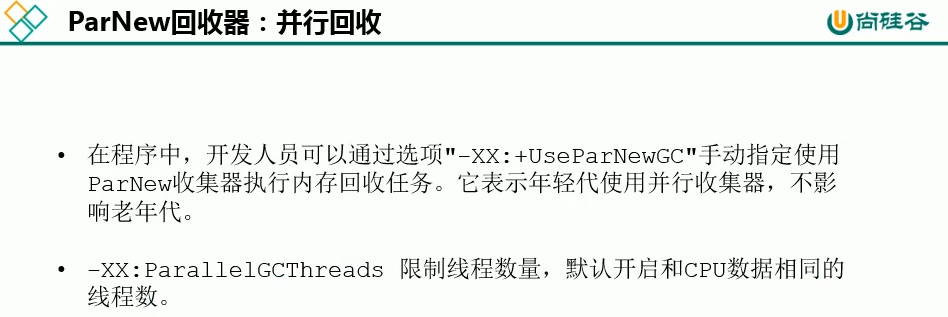 ParNew回收器：并行回收
尚硅谷
• 在程序中，开发人员可以通过选项"-XX:+UseParNewGC"手动指定使用
ParNew收集器执行内存回收任务。它表示年轻代使用并行收集器，不影
响老年代。
• -XX:ParallelGCThreads 限制线程数量，默认开启和CPU数据相同的
线程数。